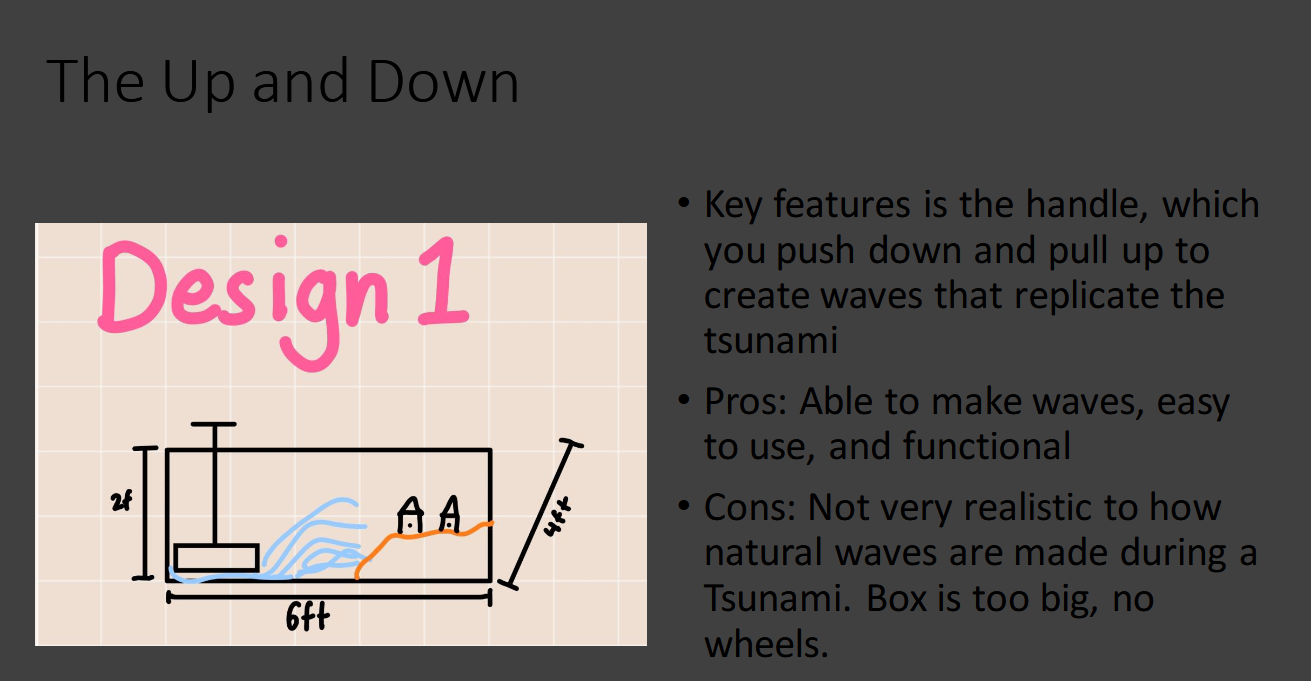 The Up and Down
Design 1
2f
4ft
6ft
• Key features is the handle, which
you push down and pull up to
create waves that replicate the
tsunami
• Pros: Able to make waves, easy
to use, and functional
• Cons: Not very realistic to how
natural waves are made during a
Tsunami. Box is too big, no
wheels.